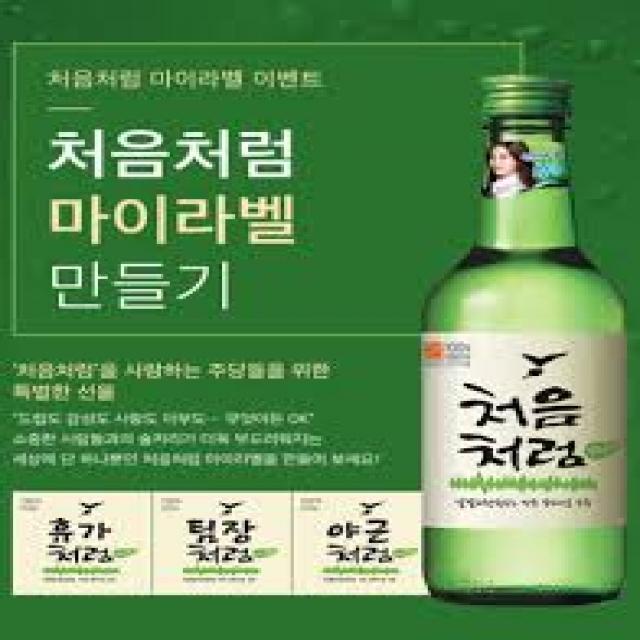 처음처럼 마이라벨 이벤트
처음처럼
마이라벨
만들기
'처음처럼'을 사랑하는 주당들을 위한
특별한 선물
소중한 사람들과의 술자리가 더욱 부드러워지는
세상에 단 하나뿐인 처음처럼 마이라벨을 만들어 보세요!
휴가
처럼
팀장
처럼
야근
처럼
처음
처럼